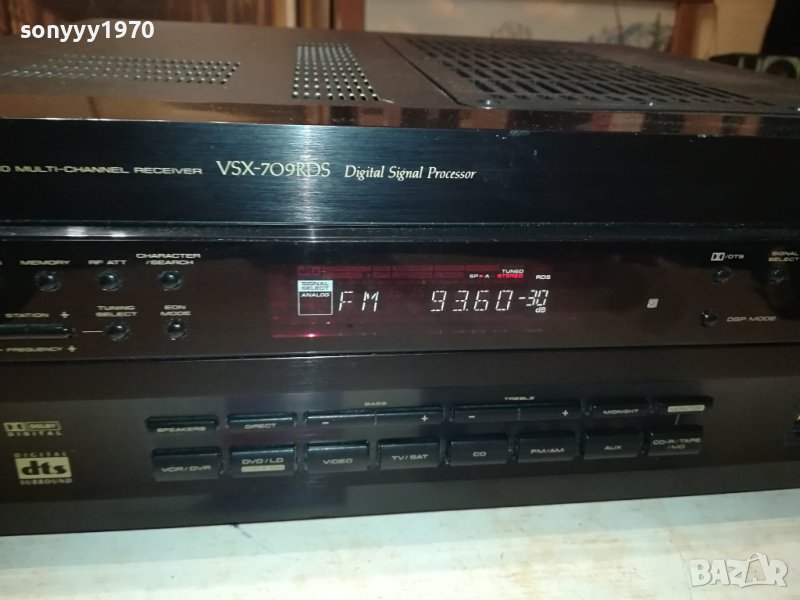 sonyyy1970
MULTI-CHANNEL RECEIVER VSX-709RDS Digital Signal Processor
MEMORY RF ATT CHARACTER /SEARCH
TUNED
SP►A STEREO RDS
SIGNAL SELECT
ANALOG
FM 93.60 -30 dB
DTS SIGNAL SELECT
STATION + TUNING SELECT EON MODE
DSP MODE
- FREQUENCY +
BASS TREBLE
SPEAKERS DIRECT - + - + MIDNIGHT
DOLBY DIGITAL
VCR/DVR DVD/LD VIDEO TV/SAT CD FM/AM AUX CD-R/TAPE /MD
DIGITAL
dts
SURROUND
BAZAR